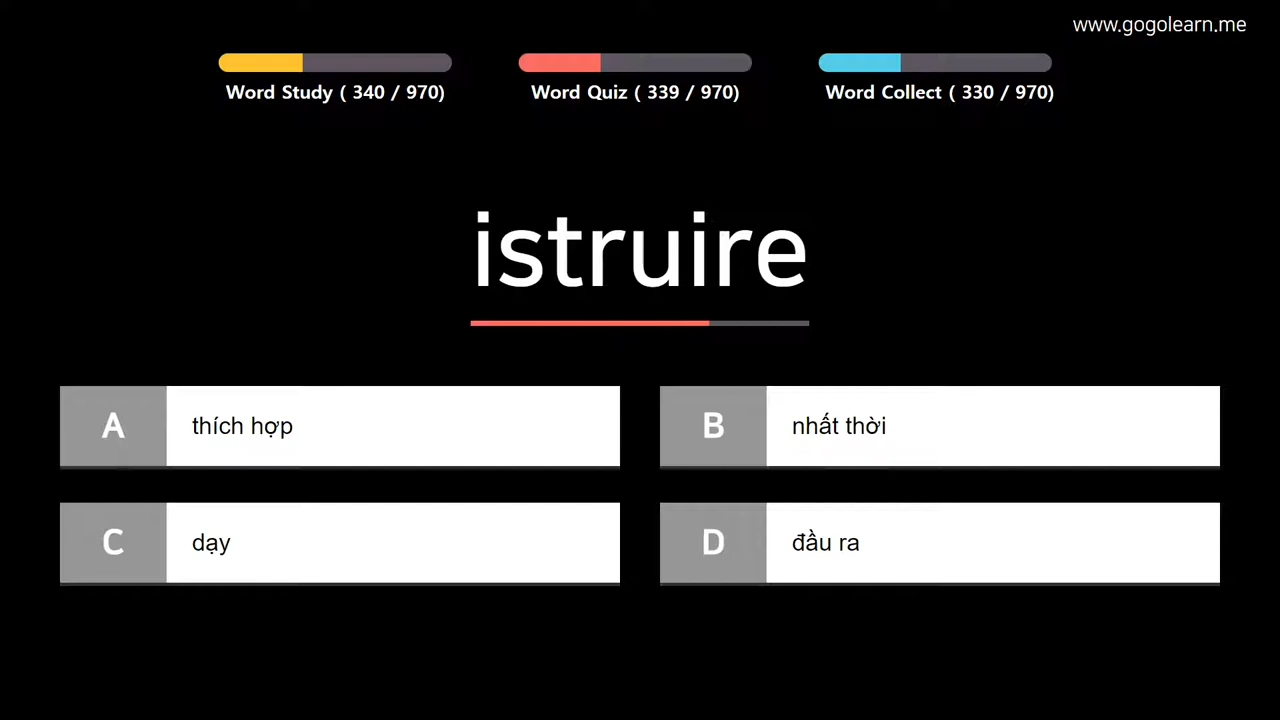 www.gogolearn.me
Word Study ( 340 / 970)
Word Quiz ( 339 / 970)
Word Collect ( 330 / 970)
istruire
A thích hợp
B nhất thời
C dạy
D đầu ra